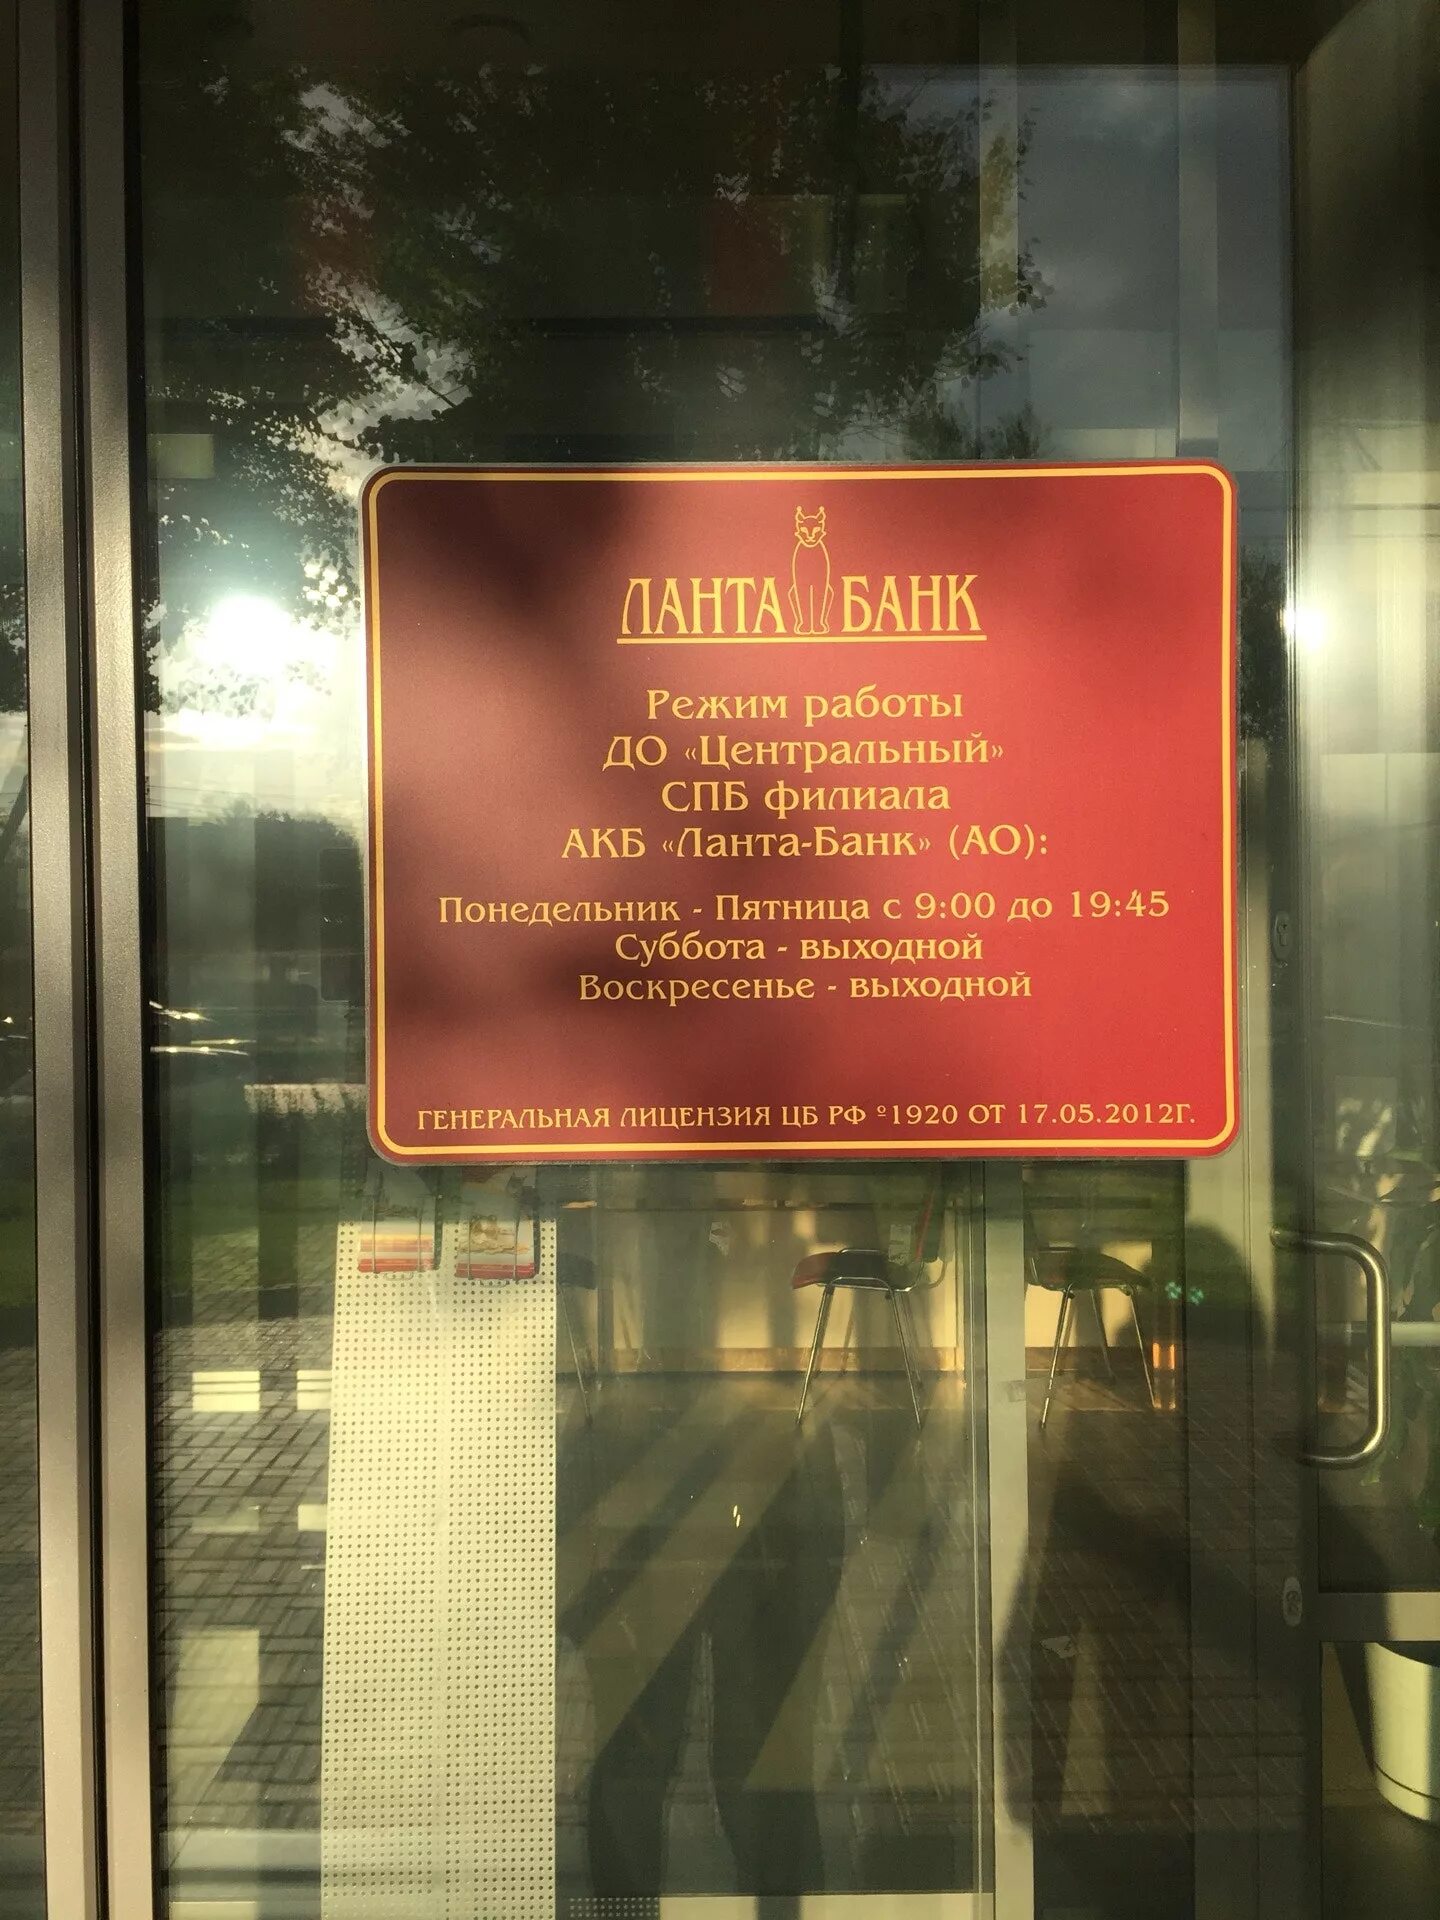 ЛАНТА БАНК
Режим работы
ДО «Центральный»
СПБ филиала
АКБ «Ланта-Банк» (АО):
Понедельник - Пятница с 9:00 до 19:45
Суббота - выходной
Воскресенье - выходной
ГЕНЕРАЛЬНАЯ ЛИЦЕНЗИЯ ЦБ РФ º1920 ОТ 17.05.2012Г.